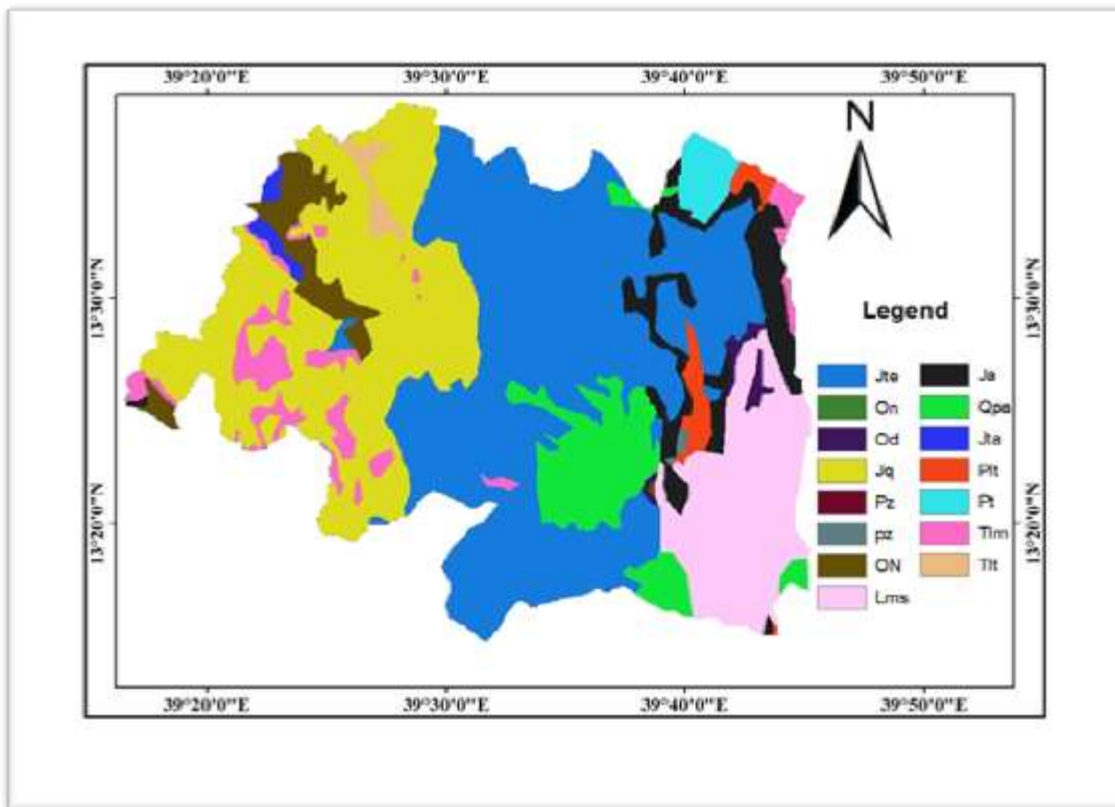 39°20'0"E 39°30'0"E 39°40'0"E 39°50'0"E
N
13°30'0"N 13°30'0"N
Legend
Jte Ja
On Qpa
Od Jta
Jq Plt
Pz Pt
pz Tlm
ON Tlt
Lms
13°20'0"N 13°20'0"N
39°20'0"E 39°30'0"E 39°40'0"E 39°50'0"E